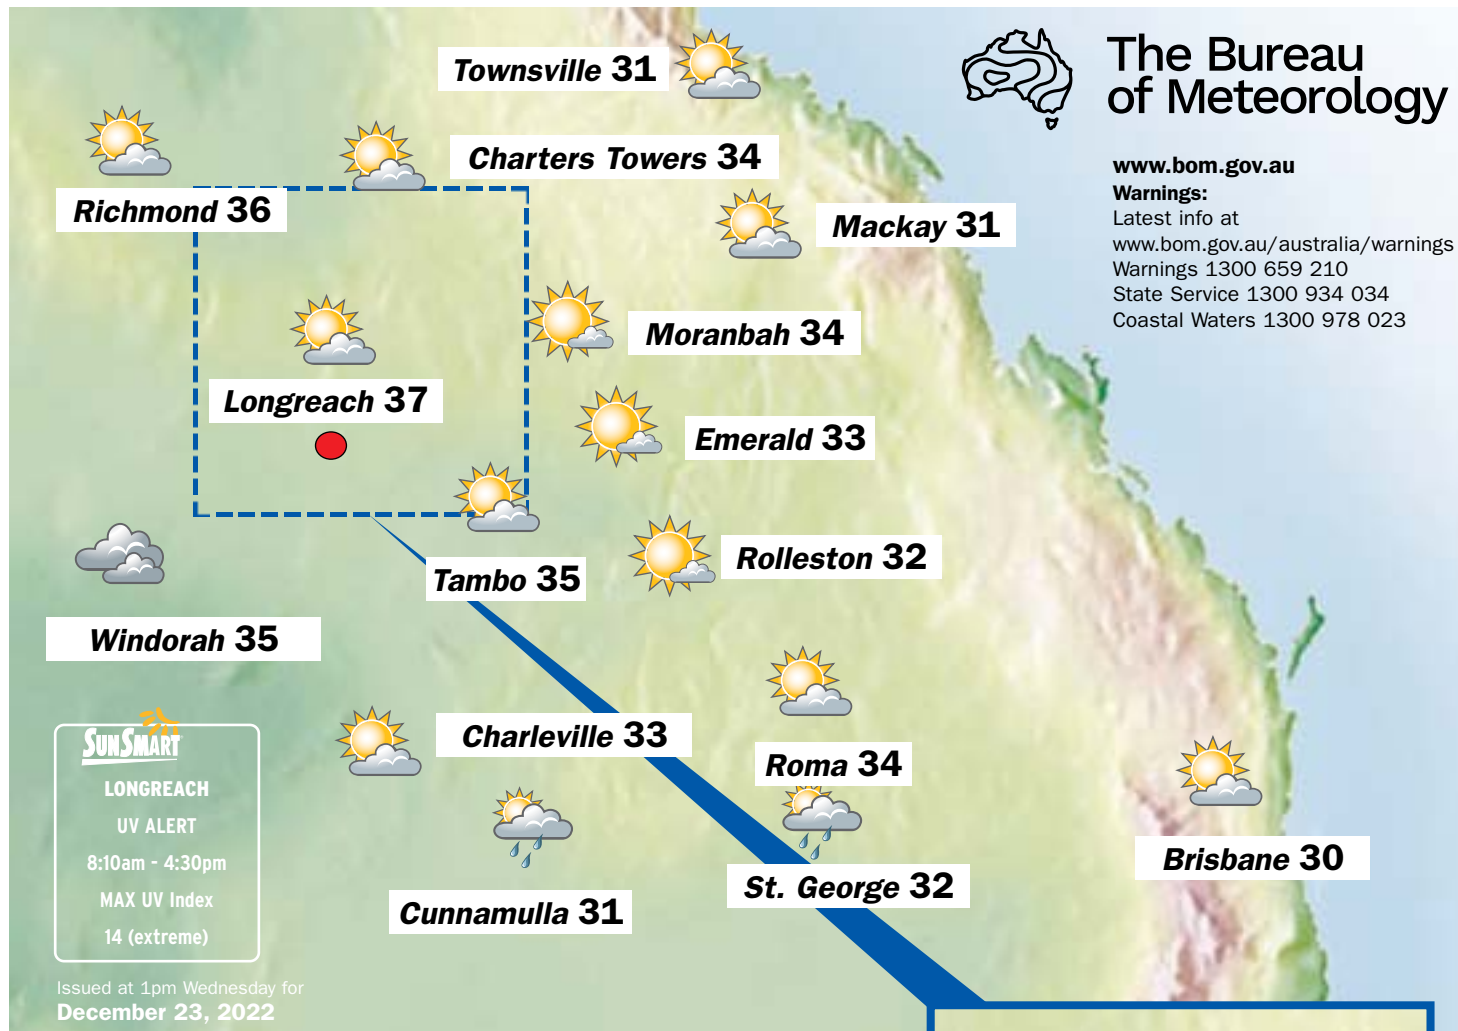 Townsville 31
The Bureau
of Meteorology
Charters Towers 34
www.bom.gov.au
Warnings:
Latest info at
www.bom.gov.au/australia/warnings
Warnings 1300 659 210
State Service 1300 934 034
Coastal Waters 1300 978 023
Richmond 36
Mackay 31
Moranbah 34
Longreach 37
Emerald 33
Rolleston 32
Tambo 35
Windorah 35
Charleville 33
Roma 34
Brisbane 30
St. George 32
Cunnamulla 31
SUNSMART
LONGREACH
UV ALERT
8:10am - 4:30pm
MAX UV Index
14 (extreme)
Issued at 1pm Wednesday for
December 23, 2022